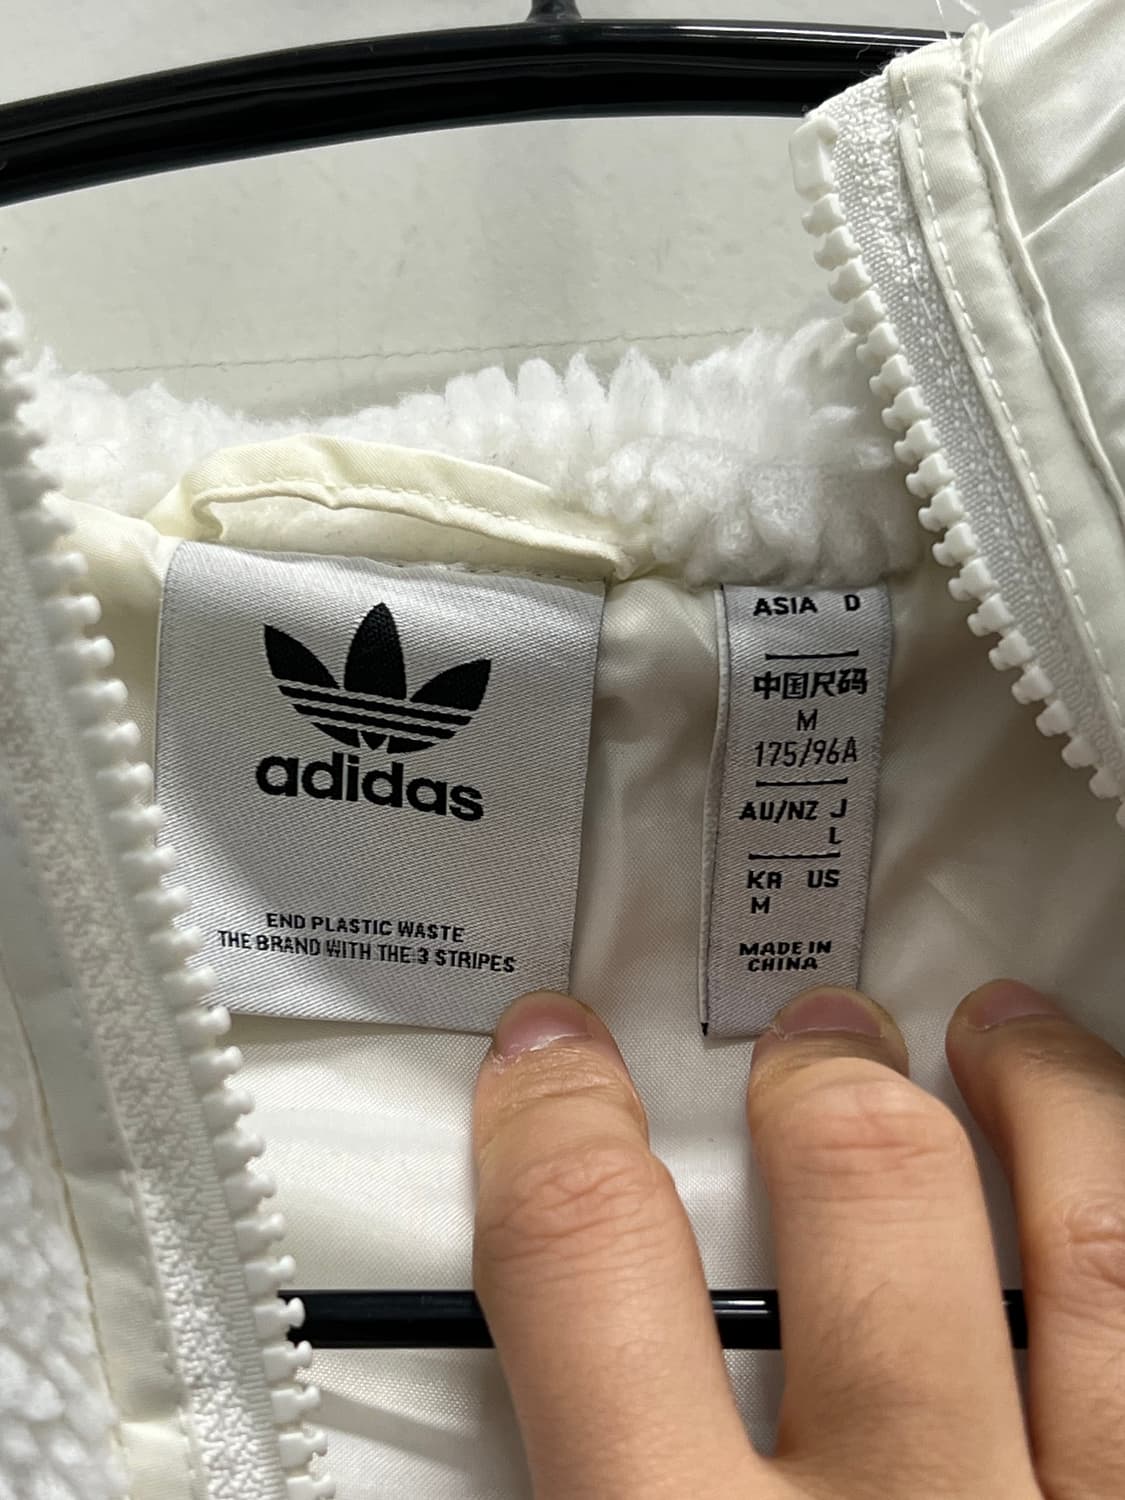 adidas
END PLASTIC WASTE
THE BRAND WITH THE 3 STRIPES
ASIA D
中国尺码
M
175/96A
AU/NZ J
L
KR US
M
MADE IN
CHINA